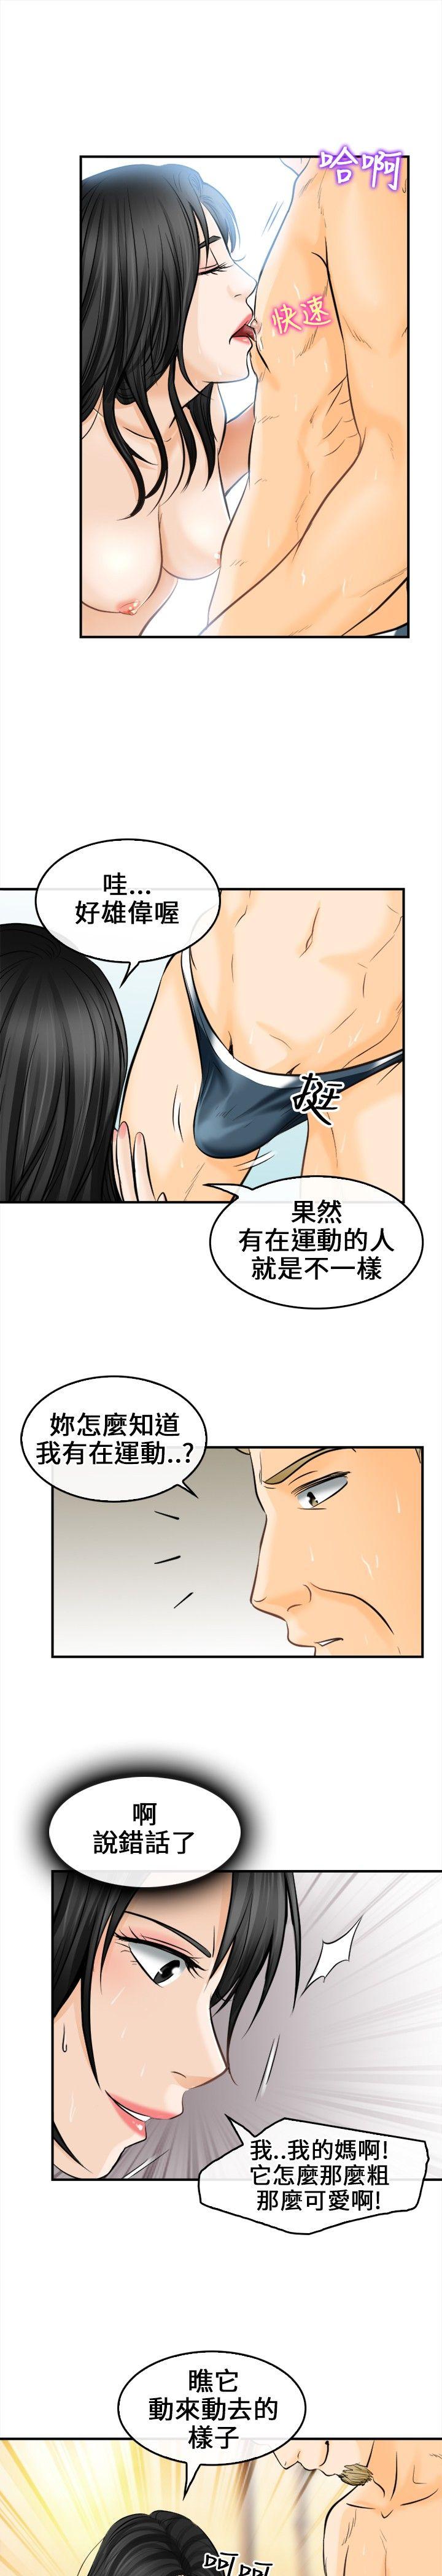 哈啊
快速
哇...
好雄偉喔
挺
果然
有在運動的人
就是不一樣
妳怎麼知道
我有在運動..?
啊
說錯話了
我..我的媽啊!
它怎麼那麼粗
那麼可愛啊!
瞧它
動來動去的
樣子
呵呵